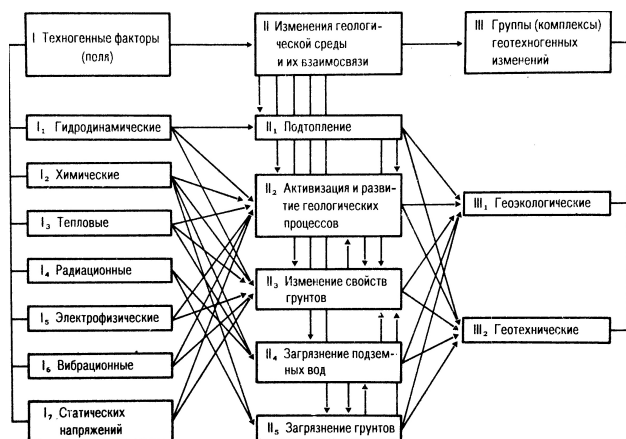 I Техногенные факторы
(поля)
II Изменения геологи-
ческой среды
и их взаимосвязи
III Группы (комплексы)
геотехногенных
изменений
I₁ Гидродинамические
I₂ Химические
I₃ Тепловые
I₄ Радиационные
I₅ Электрофизические
I₆ Вибрационные
I₇ Статических
напряжений
II₁ Подтопление
II₂ Активизация и разви-
тие геологических
процессов
II₃ Изменение свойств
грунтов
II₄ Загрязнение подзем-
ных вод
II₅ Загрязнение грунтов
III₁ Геоэкологические
III₂ Геотехнические